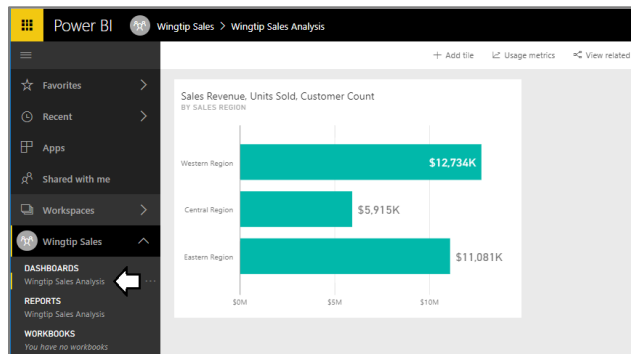 Power BI
Wingtip Sales > Wingtip Sales Analysis
+ Add tile Usage metrics View related
Favorites
Recent
Apps
Shared with me
Workspaces
Wingtip Sales
DASHBOARDS
Wingtip Sales Analysis ...
REPORTS
Wingtip Sales Analysis
WORKBOOKS
You have no workbooks
Sales Revenue, Units Sold, Customer Count
BY SALES REGION
Western Region $12,734K
Central Region $5,915K
Eastern Region $11,081K
$0M $5M $10M